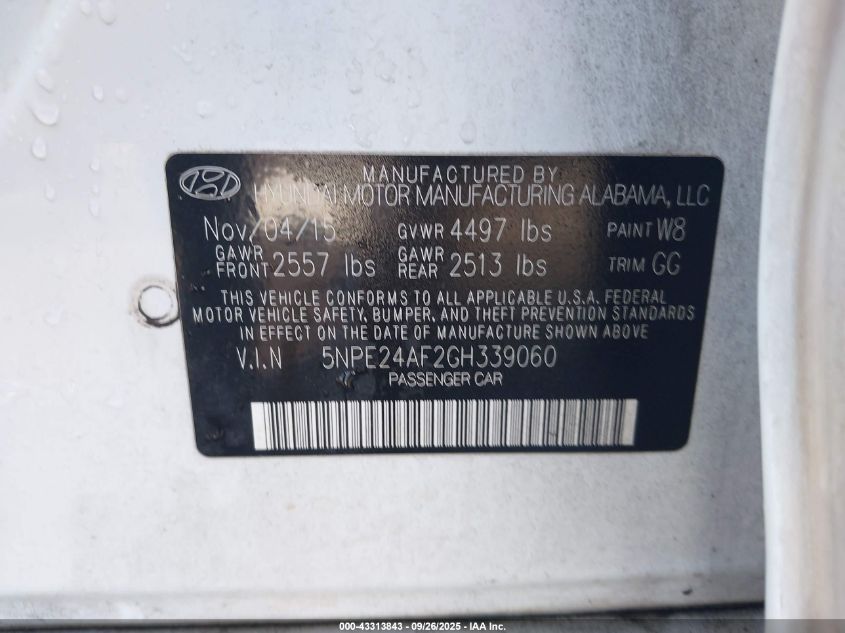 MANUFACTURED BY
HYUNDAI MOTOR MANUFACTURING ALABAMA, LLC
Nov/04/15 GVWR 4497 lbs PAINT W8
GAWR FRONT 2557 lbs GAWR REAR 2513 lbs TRIM GG
THIS VEHICLE CONFORMS TO ALL APPLICABLE U.S.A. FEDERAL
MOTOR VEHICLE SAFETY, BUMPER, AND THEFT PREVENTION STANDARDS
IN EFFECT ON THE DATE OF MANUFACTURE SHOWN ABOVE
V.I.N 5NPE24AF2GH339060
PASSENGER CAR
000-43313843 - 09/26/2025 - IAA Inc.